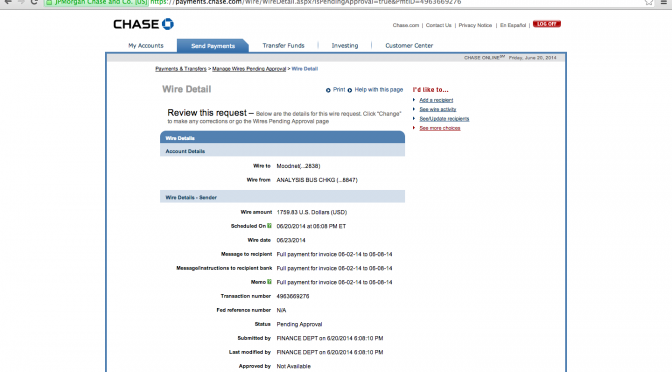 JPMorgan Chase and Co. [US] https://payments.chase.com/Wire/WireDetail.aspx?isPendingApproval=true&PmtID=4963669276
CHASE
Chase.com | Contact Us | Privacy Notice | En Español | LOG OFF
My Accounts Send Payments Transfer Funds Investing Customer Center
CHASE ONLINE℠ Friday, June 20, 2014
Payments & Transfers > Manage Wires Pending Approval > Wire Detail
Wire Detail
Print Help with this page
I'd like to...
Add a recipient
See wire activity
See/Update recipients
See more choices
Review this request – Below are the details for this wire request. Click "Change"
to make any corrections or go the Wires Pending Approval page
Wire Details
Account Details
Wire to Moodnet(...2838)
Wire from ANALYSIS BUS CHKG (...6847)
Wire Details - Sender
Wire amount 1759.83 U.S. Dollars (USD)
Scheduled On ? 06/20/2014 at 06:08 PM ET
Wire date 06/23/2014
Message to recipient Full payment for invoice 06-02-14 to 06-08-14
Message/instructions to recipient bank Full payment for invoice 06-02-14 to 06-08-14
Memo ? Full payment for invoice 06-02-14 to 06-08-14
Transaction number 4963669276
Fed reference number N/A
Status Pending Approval
Submitted by FINANCE DEPT on 6/20/2014 6:08:10 PM
Last modified by FINANCE DEPT on 6/20/2014 6:08:10 PM
Approved by Not Available